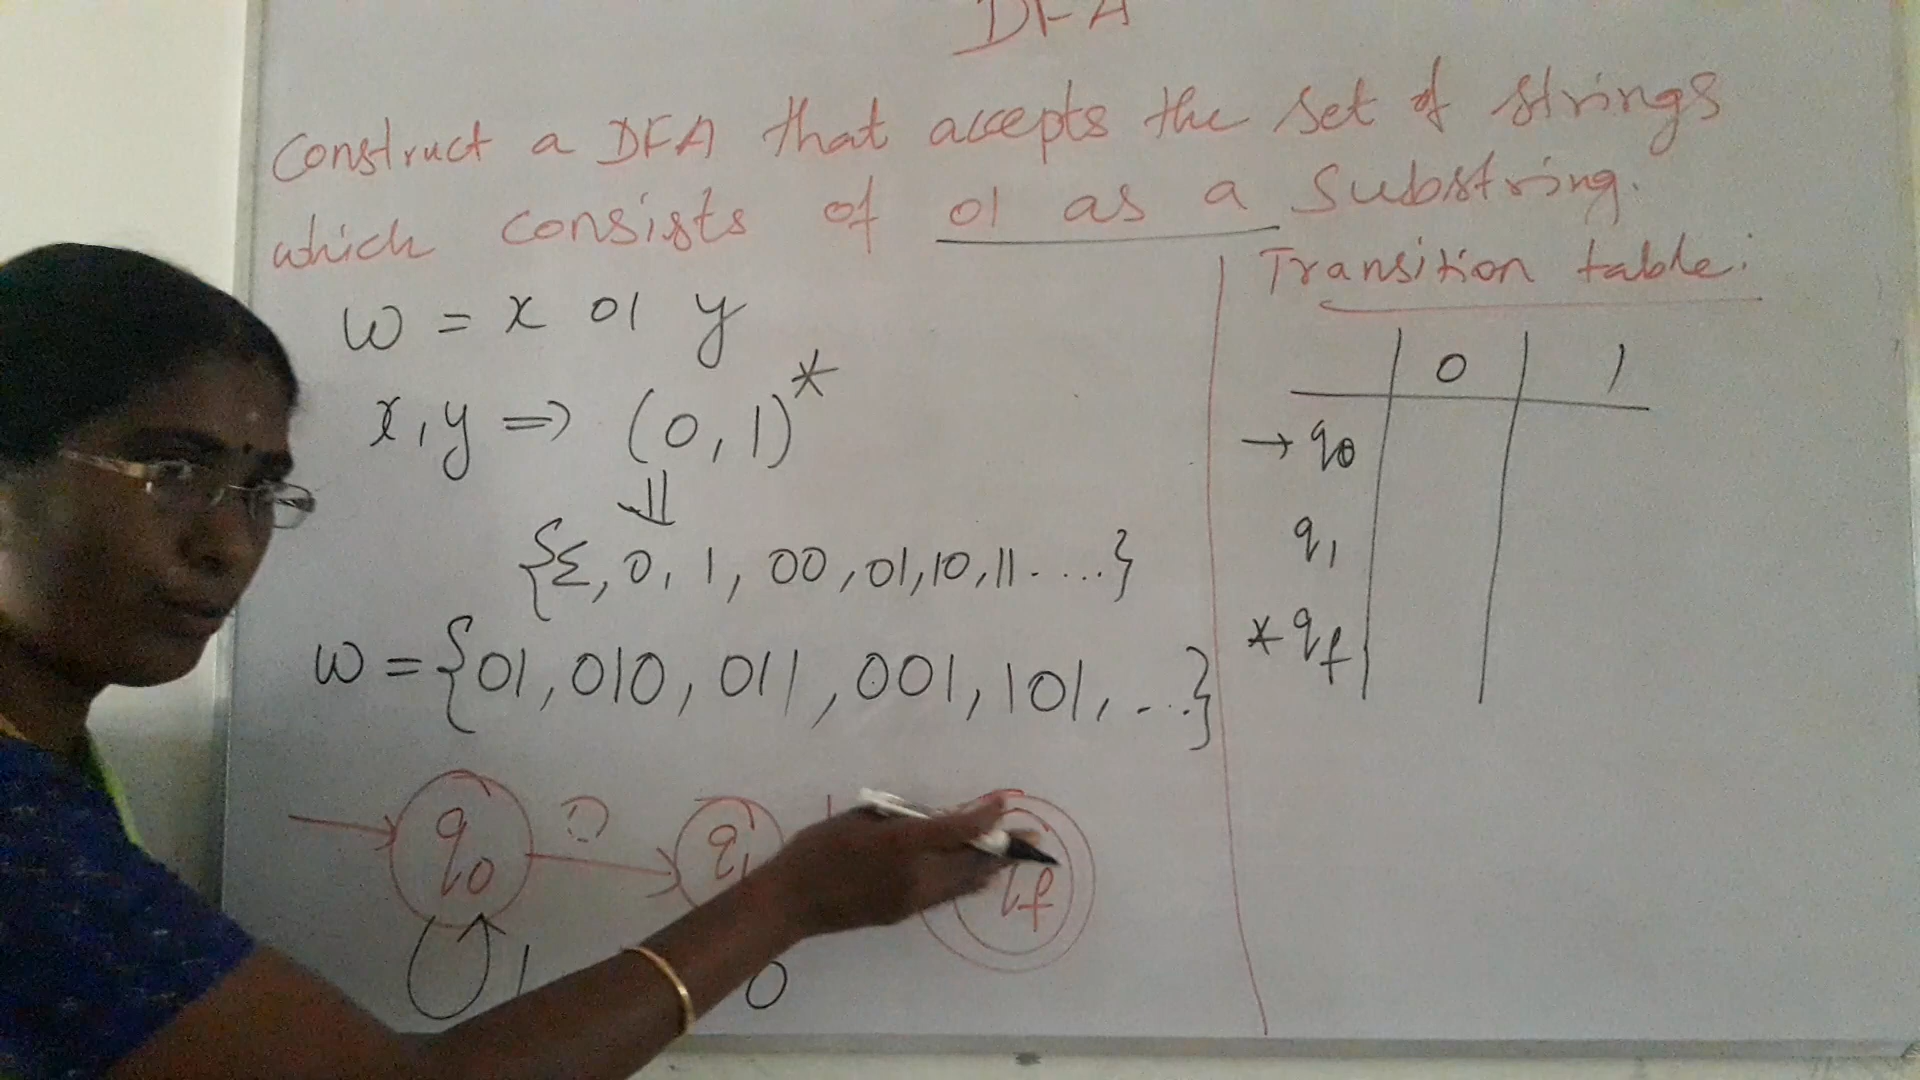 DFA
Construct a DFA that accepts the set of strings
which consists of 01 as a substring.
w = x 01 y
x, y => (0, 1)*
{Σ, 0, 1, 00, 01, 10, 11.....}
w = {01, 010, 011, 001, 101, ....}
q0 0 q1 1 qf
1 0
Transition table:
0 1
→ q0
q1
* qf